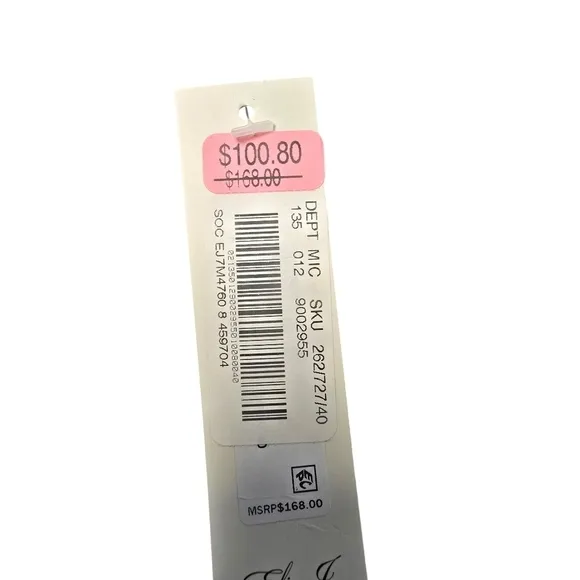 $100.80
$168.00
DEPT MIC SKU 262/727/40
135 012 9002955
SOC EJ7M4760 8 459704
MSRP$168.00